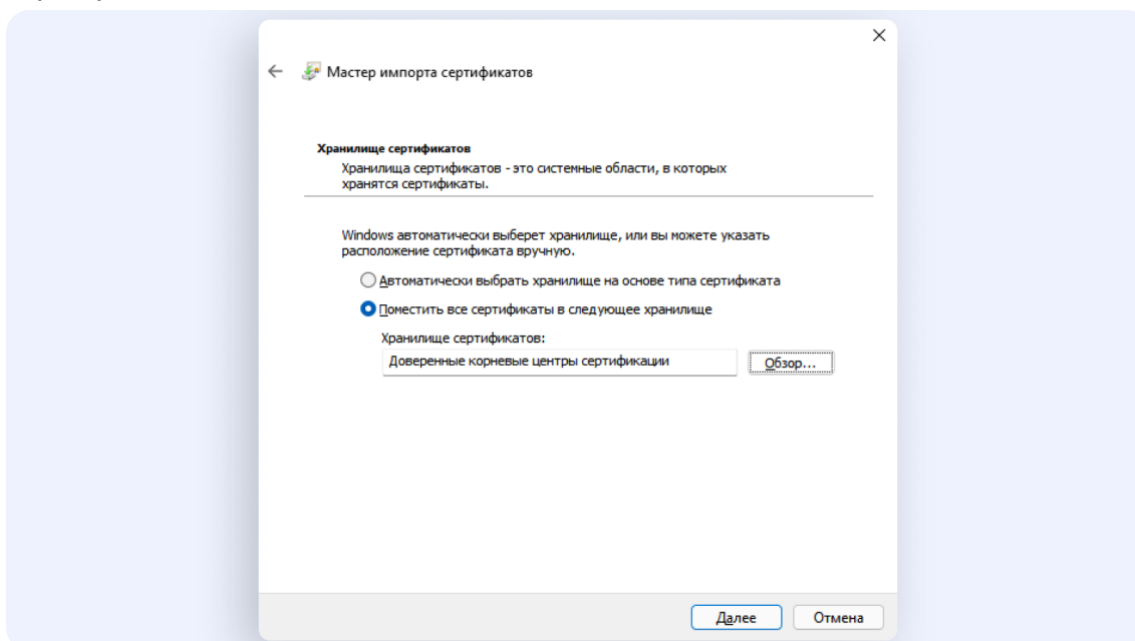 Мастер импорта сертификатов
Хранилище сертификатов
Хранилища сертификатов - это системные области, в которых
хранятся сертификаты.
Windows автоматически выберет хранилище, или вы можете указать
расположение сертификата вручную.
Автоматически выбрать хранилище на основе типа сертификата
Поместить все сертификаты в следующее хранилище
Хранилище сертификатов:
Доверенные корневые центры сертификации
Обзор...
Далее
Отмена